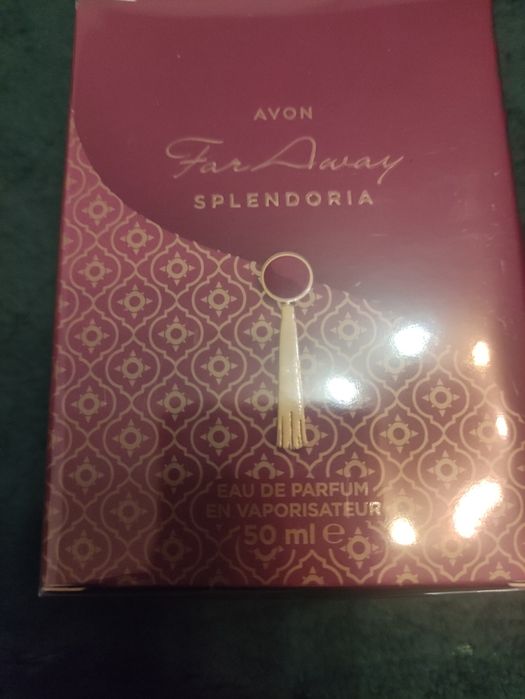 AVON
Far Away
SPLENDORIA
EAU DE PARFUM
EN VAPORISATEUR
50 ml ℮